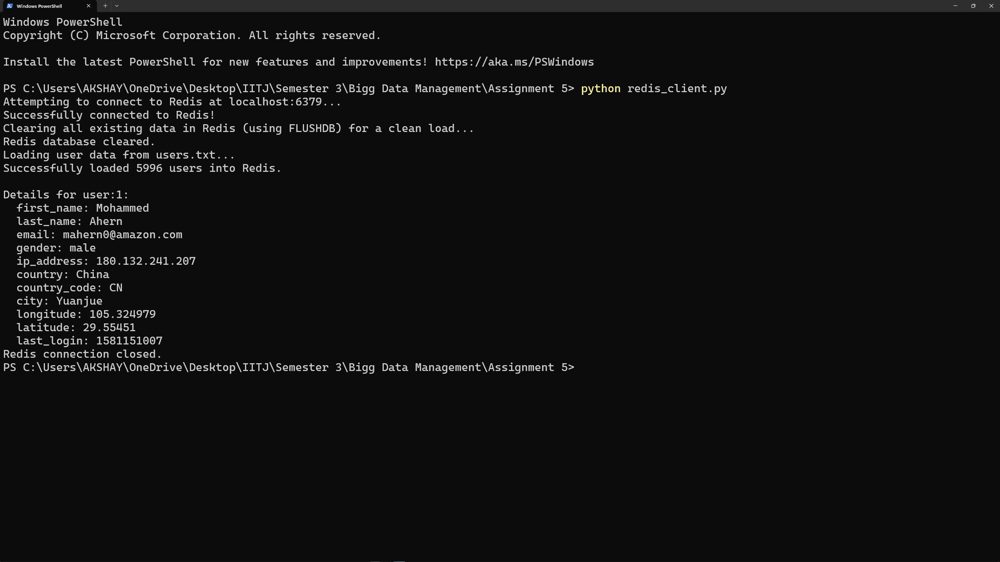 Windows PowerShell
Windows PowerShell
Copyright (C) Microsoft Corporation. All rights reserved.
Install the latest PowerShell for new features and improvements! https://aka.ms/PSWindows
PS C:\Users\AKSHAY\OneDrive\Desktop\IITJ\Semester 3\Bigg Data Management\Assignment 5> python redis_client.py
Attempting to connect to Redis at localhost:6379...
Successfully connected to Redis!
Clearing all existing data in Redis (using FLUSHDB) for a clean load...
Redis database cleared.
Loading user data from users.txt...
Successfully loaded 5996 users into Redis.
Details for user:1:
  first_name: Mohammed
  last_name: Ahern
  email: mahern0@amazon.com
  gender: male
  ip_address: 180.132.241.207
  country: China
  country_code: CN
  city: Yuanjue
  longitude: 105.324979
  latitude: 29.55451
  last_login: 1581151007
Redis connection closed.
PS C:\Users\AKSHAY\OneDrive\Desktop\IITJ\Semester 3\Bigg Data Management\Assignment 5>